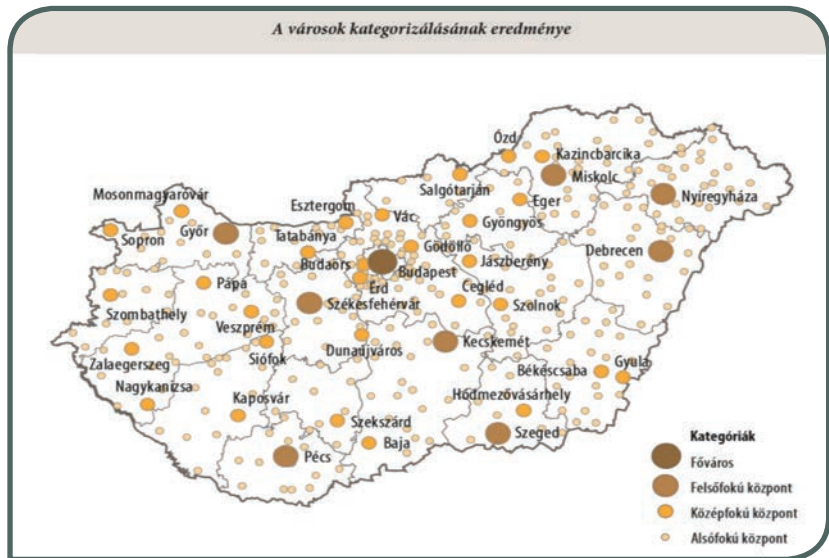 A városok kategorizálásának eredménye
Ózd
Kazincbarcika
Miskolc
Salgótarján
Eger
Nyíregyháza
Mosonmagyaróvár
Esztergom
Vác
Gyöngyös
Sopron
Győr
Tatabánya
Gödöllő
Debrecen
Budaörs
Budapest
Jászberény
Pápa
Érd
Cegléd
Szombathely
Székesfehérvár
Szolnok
Veszprém
Zalaegerszeg
Siófok
Dunaújváros
Kecskemét
Békéscsaba
Gyula
Nagykanizsa
Kaposvár
Hódmezővásárhely
Szekszárd
Szeged
Baja
Pécs
Kategóriák
Főváros
Felsőfokú központ
Középfokú központ
Alsófokú központ